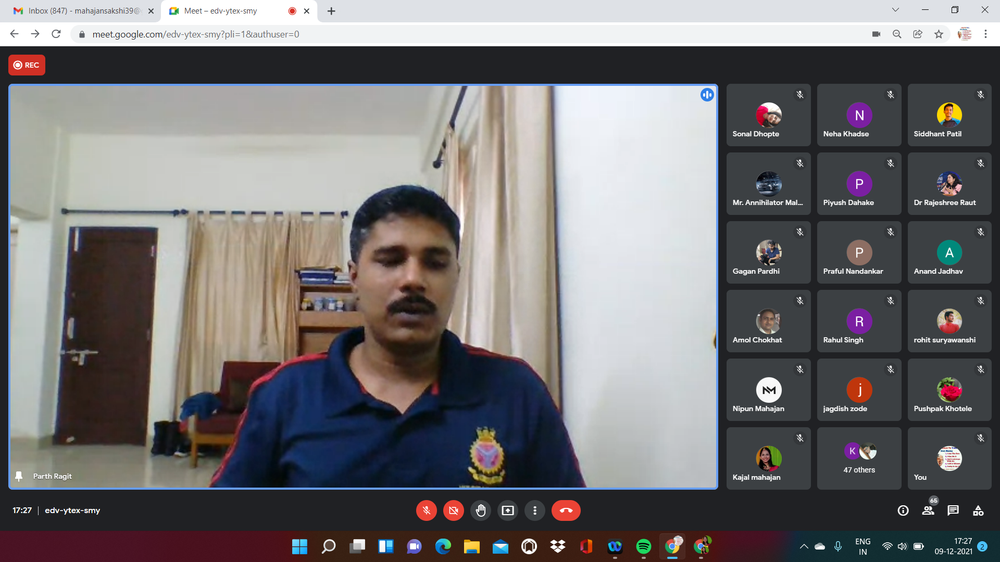 Inbox (847) - mahajansakshi39@
Meet – edv-ytex-smy
meet.google.com/edv-ytex-smy?pli=1&authuser=0
REC
Parth Ragit
Sonal Dhopte
N
Neha Khadse
Siddhant Patil
Mr. Annihilator Mal...
P
Piyush Dahake
Dr Rajeshree Raut
Gagan Pardhi
P
Praful Nandankar
A
Anand Jadhav
Amol Chokhat
R
Rahul Singh
rohit suryawanshi
NM
Nipun Mahajan
j
jagdish zode
Pushpak Khotele
Kajal mahajan
K
47 others
You
17:27 | edv-ytex-smy
65
ENG
IN
17:27
09-12-2021
2